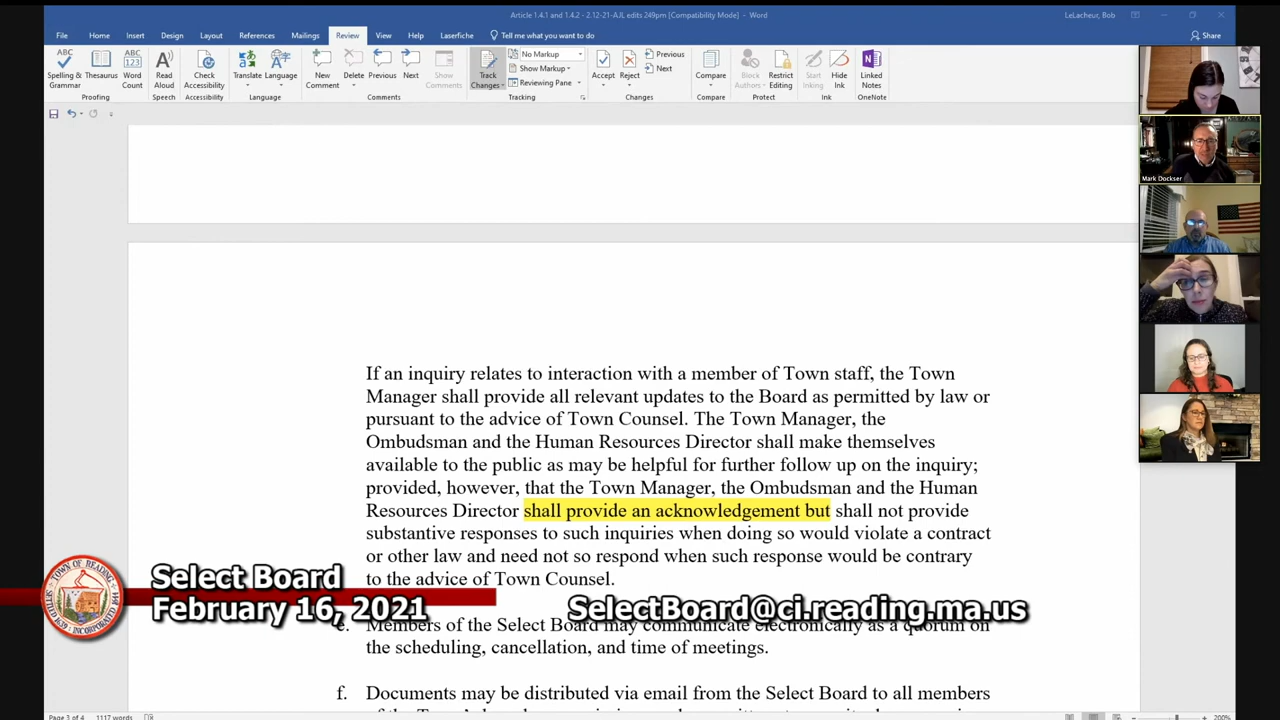 Article 1.4.1 and 1.4.2 - 2.12-21-AJL edits 249pm [Compatibility Mode] - Word
LeLacheur, Bob
File Home Insert Design Layout References Mailings Review View Help Laserfiche Tell me what you want to do
Share
ABC Spelling & Grammar
Thesaurus
ABC 123 Word Count
Read Aloud
Check Accessibility
Translate
Language
New Comment
Delete
Previous
Next
Show Comments
Track Changes
No Markup
Show Markup
Reviewing Pane
Accept
Reject
Previous
Next
Compare
Block Authors
Restrict Editing
Start Inking
Hide Ink
Linked Notes
Proofing Speech Accessibility Language Comments Tracking Changes Compare Protect Ink OneNote
Mark Dockser
If an inquiry relates to interaction with a member of Town staff, the Town
Manager shall provide all relevant updates to the Board as permitted by law or
pursuant to the advice of Town Counsel. The Town Manager, the
Ombudsman and the Human Resources Director shall make themselves
available to the public as may be helpful for further follow up on the inquiry;
provided, however, that the Town Manager, the Ombudsman and the Human
Resources Director shall provide an acknowledgement but shall not provide
substantive responses to such inquiries when doing so would violate a contract
or other law and need not so respond when such response would be contrary
to the advice of Town Counsel.
TOWN OF READING
Select Board
February 16, 2021
SelectBoard@ci.reading.ma.us
e. Members of the Select Board may communicate electronically as a quorum on
the scheduling, cancellation, and time of meetings.
f. Documents may be distributed via email from the Select Board to all members
Page 3 of 4 1117 words
200%